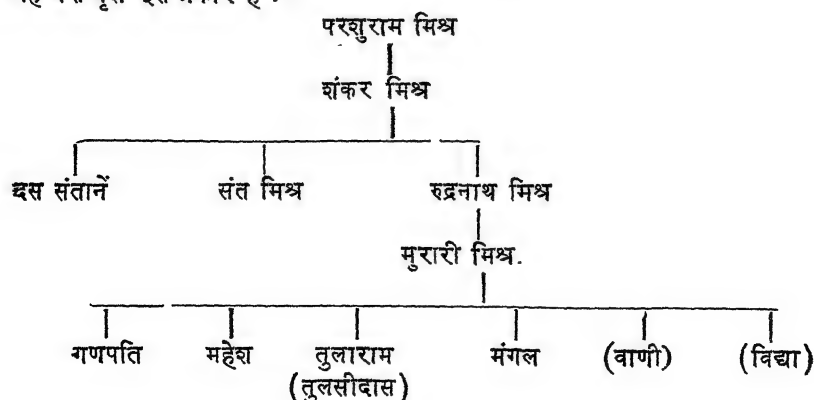 परशुराम मिश्र
शंकर मिश्र
दस संतानें संत मिश्र रुद्रनाथ मिश्र
मुरारी मिश्र.
गणपति महेश तुलाराम मंगल (वाणी) (विद्या)
(तुलसीदास)